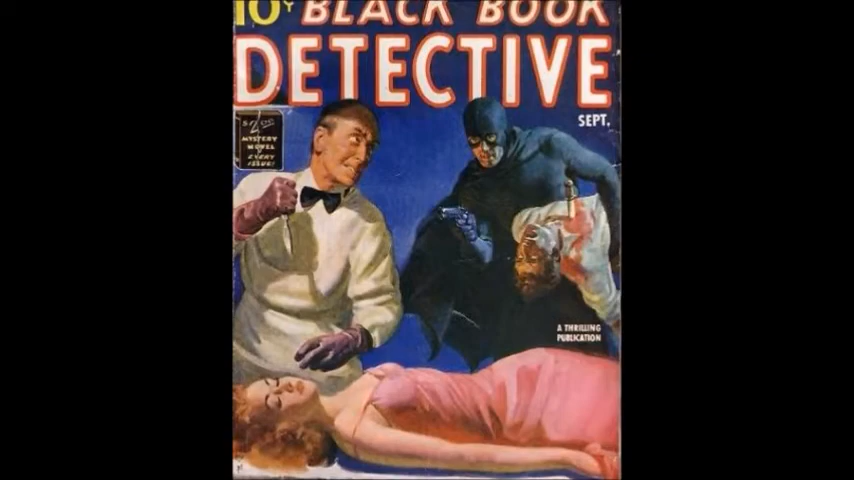 10¢ BLACK BOOK
DETECTIVE
SEPT.
MYSTERY
NOVEL
EVERY
ISSUE!
A THRILLING
PUBLICATION